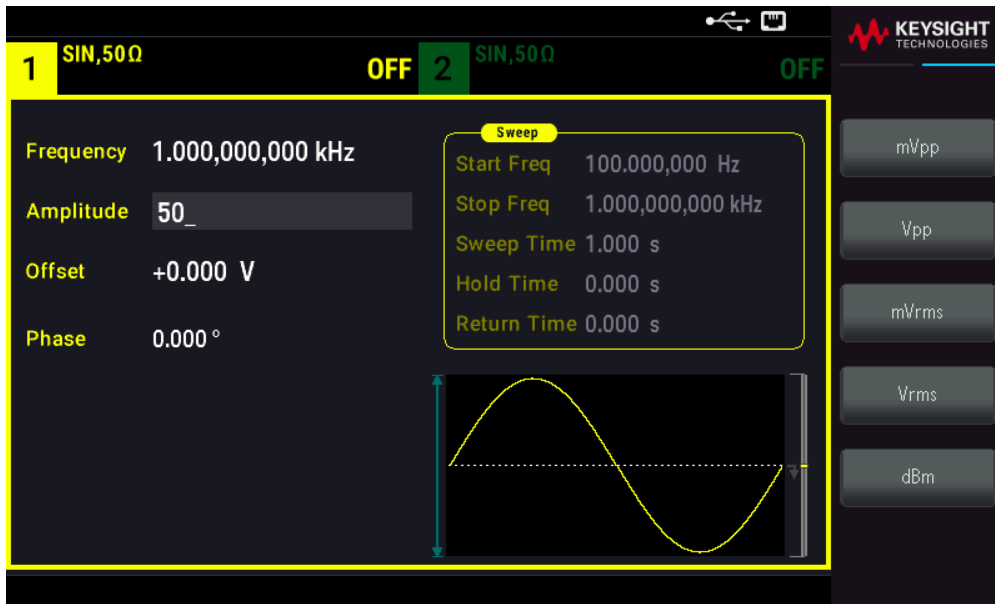 KEYSIGHT
TECHNOLOGIES
1 SIN,50Ω OFF
2 SIN,50Ω OFF
Frequency 1.000,000,000 kHz
Amplitude 50_
Offset +0.000 V
Phase 0.000°
Sweep
Start Freq 100.000,000 Hz
Stop Freq 1.000,000,000 kHz
Sweep Time 1.000 s
Hold Time 0.000 s
Return Time 0.000 s
mVpp
Vpp
mVrms
Vrms
dBm